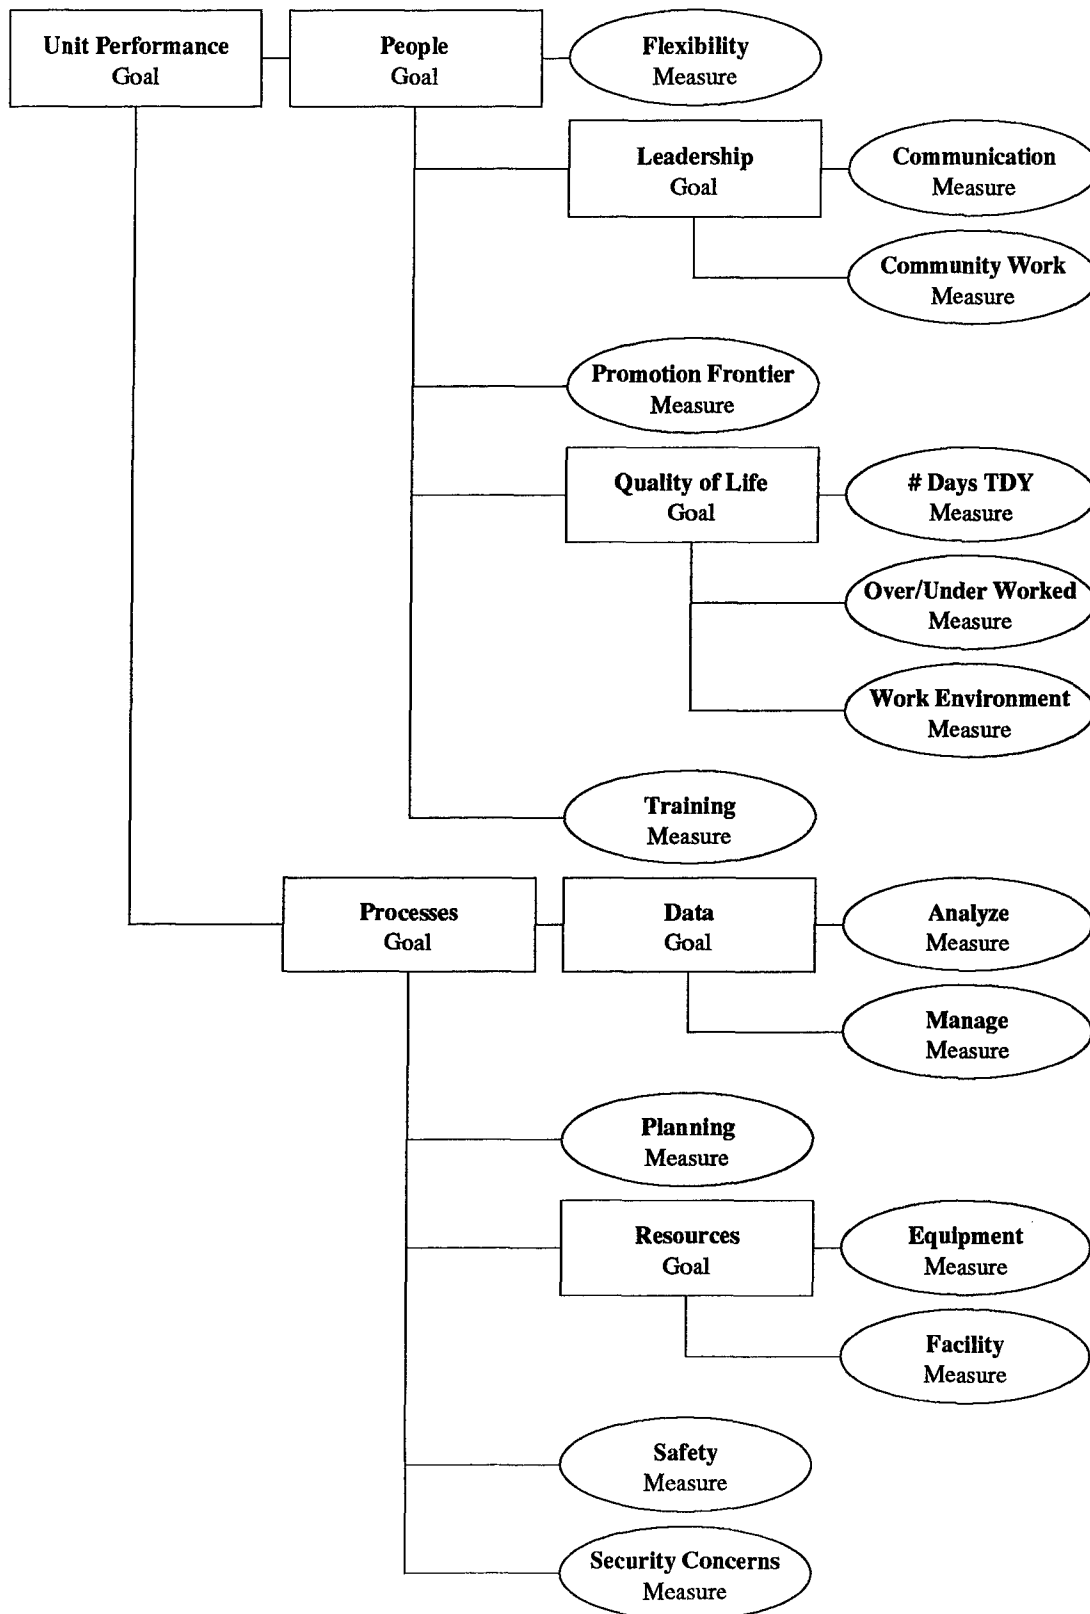 Unit Performance
Goal
People
Goal
Flexibility
Measure
Leadership
Goal
Communication
Measure
Community Work
Measure
Promotion Frontier
Measure
Quality of Life
Goal
# Days TDY
Measure
Over/Under Worked
Measure
Work Environment
Measure
Training
Measure
Processes
Goal
Data
Goal
Analyze
Measure
Manage
Measure
Planning
Measure
Resources
Goal
Equipment
Measure
Facility
Measure
Safety
Measure
Security Concerns
Measure